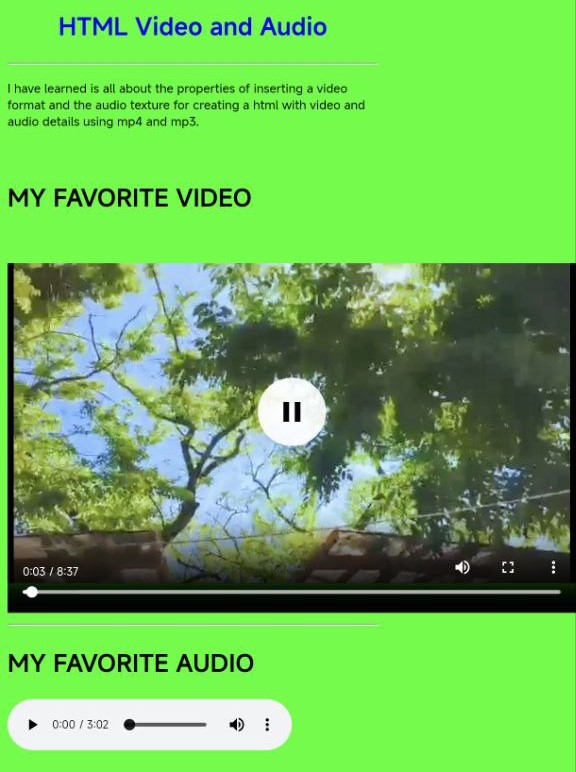 HTML Video and Audio
I have learned is all about the properties of inserting a video
format and the audio texture for creating a html with video and
audio details using mp4 and mp3.
MY FAVORITE VIDEO
0:03 / 8:37
MY FAVORITE AUDIO
0:00 / 3:02